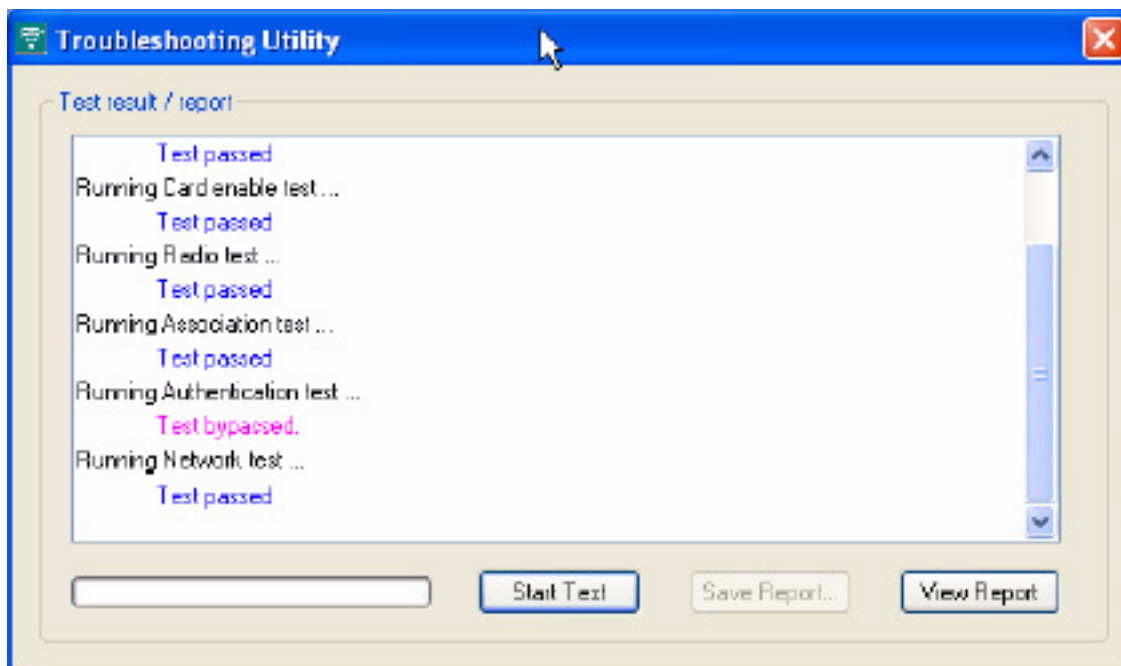 Troubleshooting Utility
Test result / report
Test passed
Running Card enable test ...
Test passed
Running Radio test ...
Test passed
Running Association test ...
Test passed
Running Authentication test ...
Test bypassed.
Running Network test ...
Test passed
Start Test
Save Report...
View Report